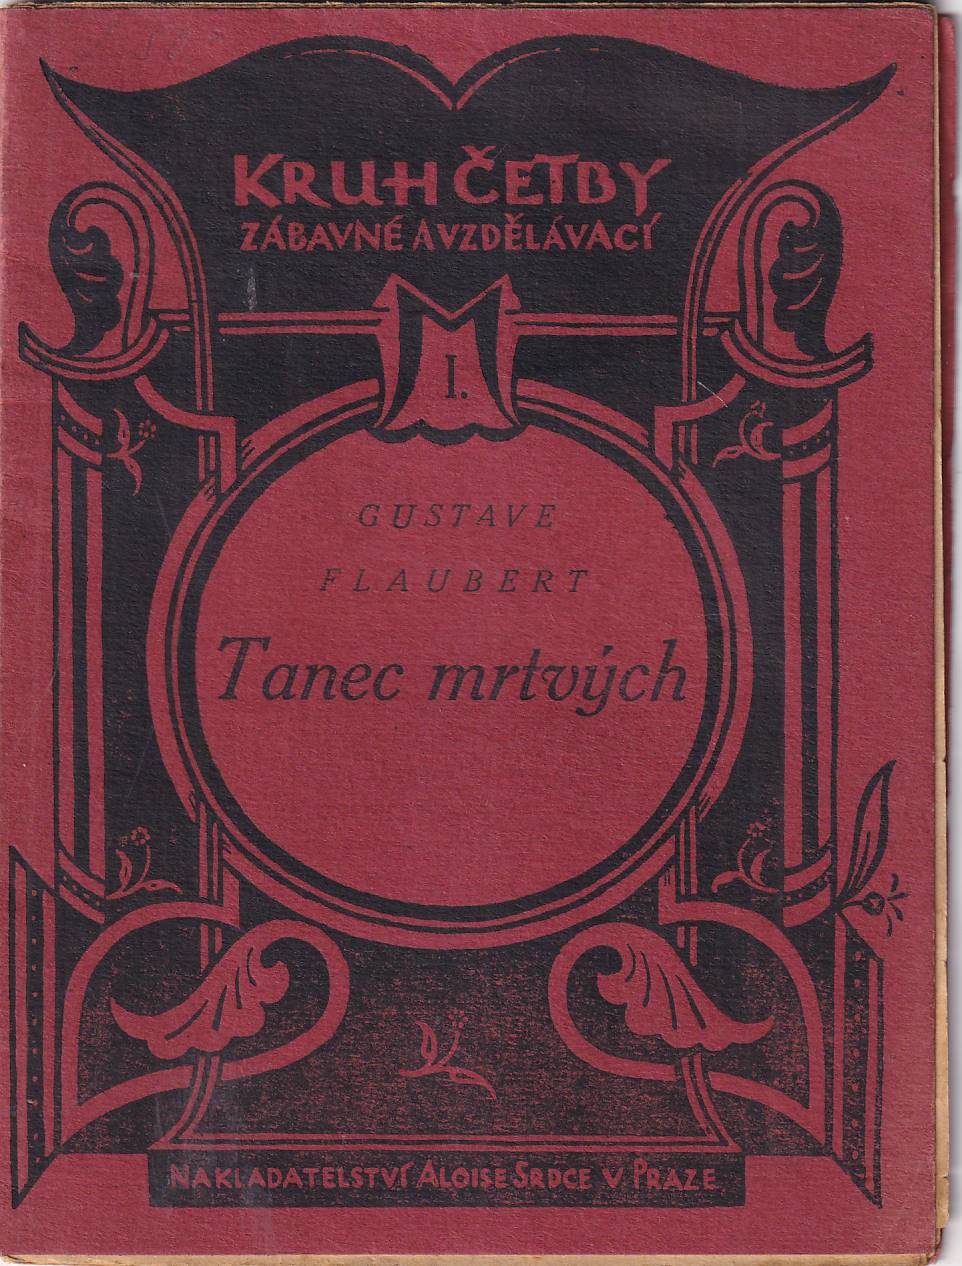 KRUH ČETBY
ZÁBAVNÉ A VZDĚLÁVACÍ
I.
GUSTAVE
FLAUBERT
Tanec mrtvých
NAKLADATELSTVÍ ALOISE SRDCE V PRAZE